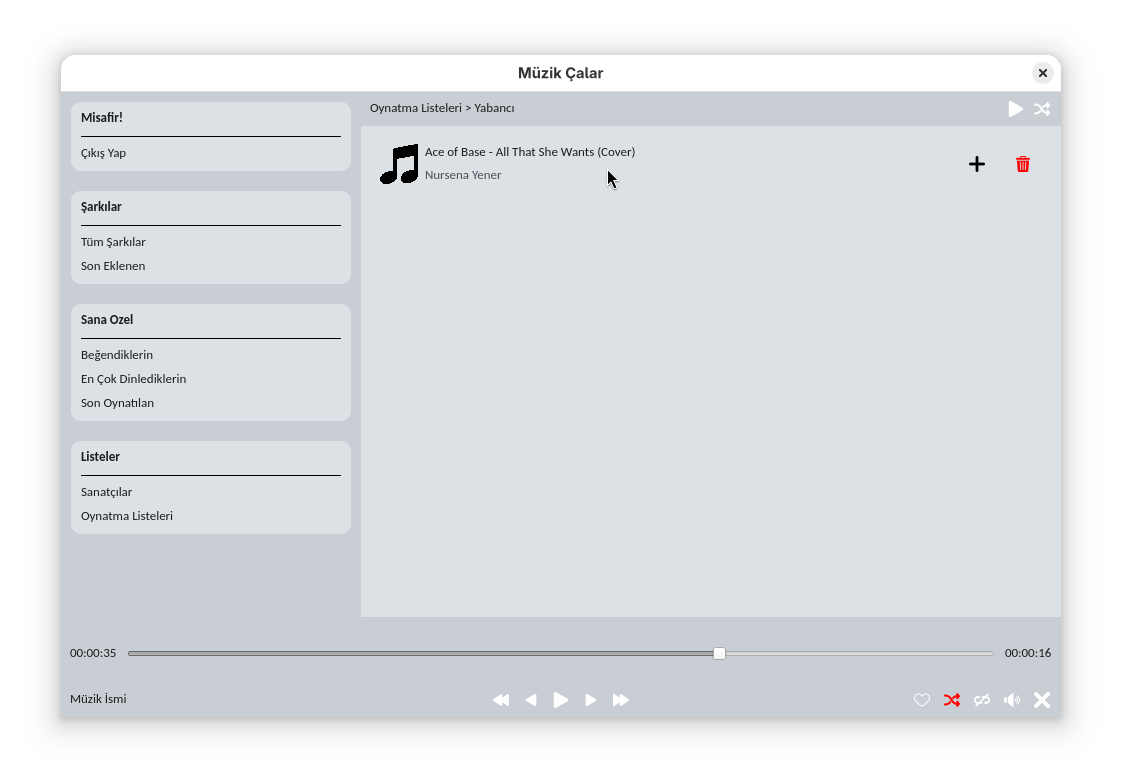 Müzik Çalar
Misafir!
Çıkış Yap
Şarkılar
Tüm Şarkılar
Son Eklenen
Sana Ozel
Beğendiklerin
En Çok Dinlediklerin
Son Oynatılan
Listeler
Sanatçılar
Oynatma Listeleri
Oynatma Listeleri > Yabancı
Ace of Base - All That She Wants (Cover)
Nursena Yener
00:00:35
00:00:16
Müzik İsmi